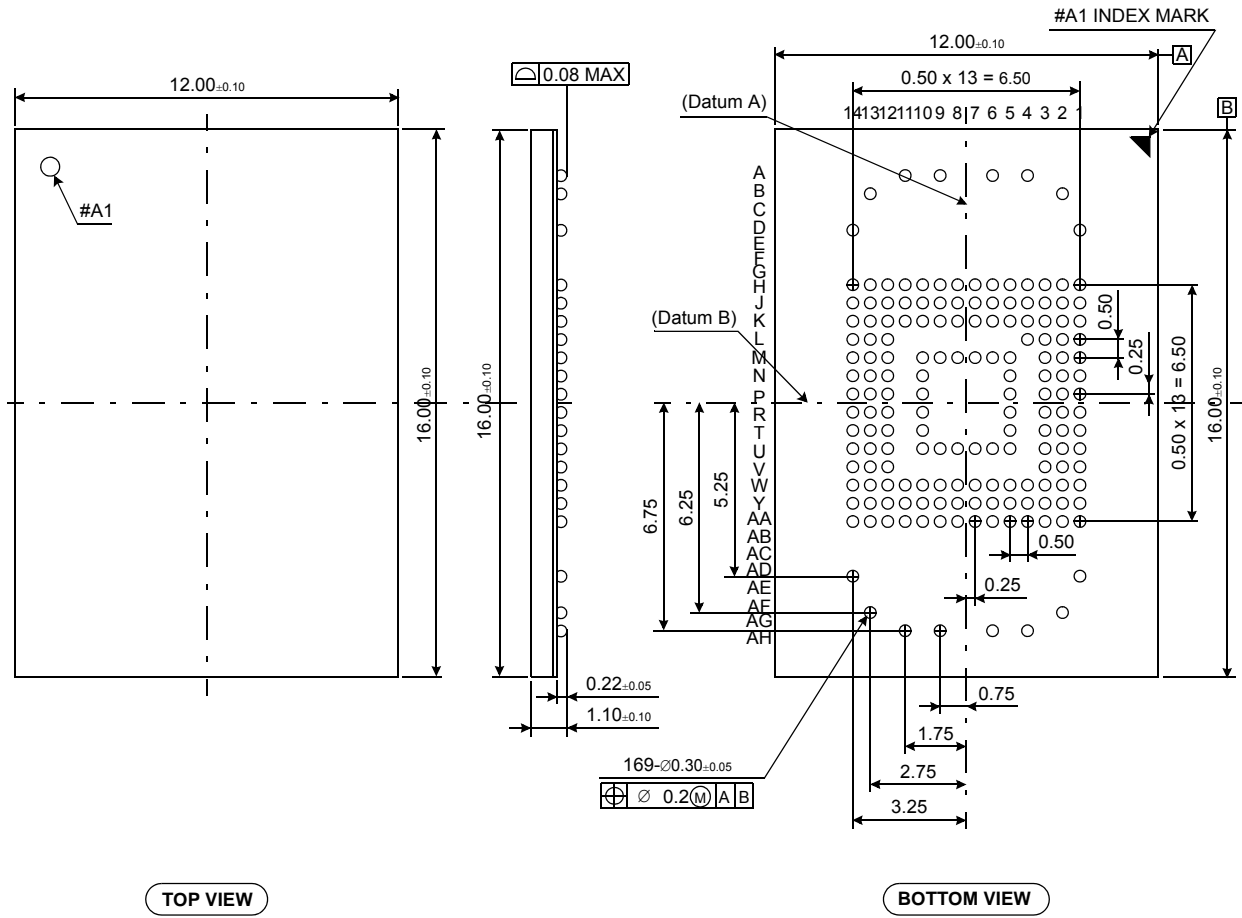 #A1 INDEX MARK
12.00±0.10
A
0.08 MAX
12.00±0.10
0.50 x 13 = 6.50
(Datum A)
B
14 13 12 11 10 9 8 7 6 5 4 3 2 1
#A1
A
B
C
D
E
F
G
H
J
K
L
M
N
P
R
T
U
V
W
Y
AA
AB
AC
AD
AE
AF
AG
AH
(Datum B)
0.50
0.25
0.50 x 13 = 6.50
16.00±0.10
16.00±0.10
16.00±0.10
6.75
6.25
5.25
0.50
0.25
0.22±0.05
0.75
1.10±0.10
1.75
169-∅0.30±0.05
2.75
⌖ ∅ 0.2Ⓜ A B
3.25
TOP VIEW
BOTTOM VIEW